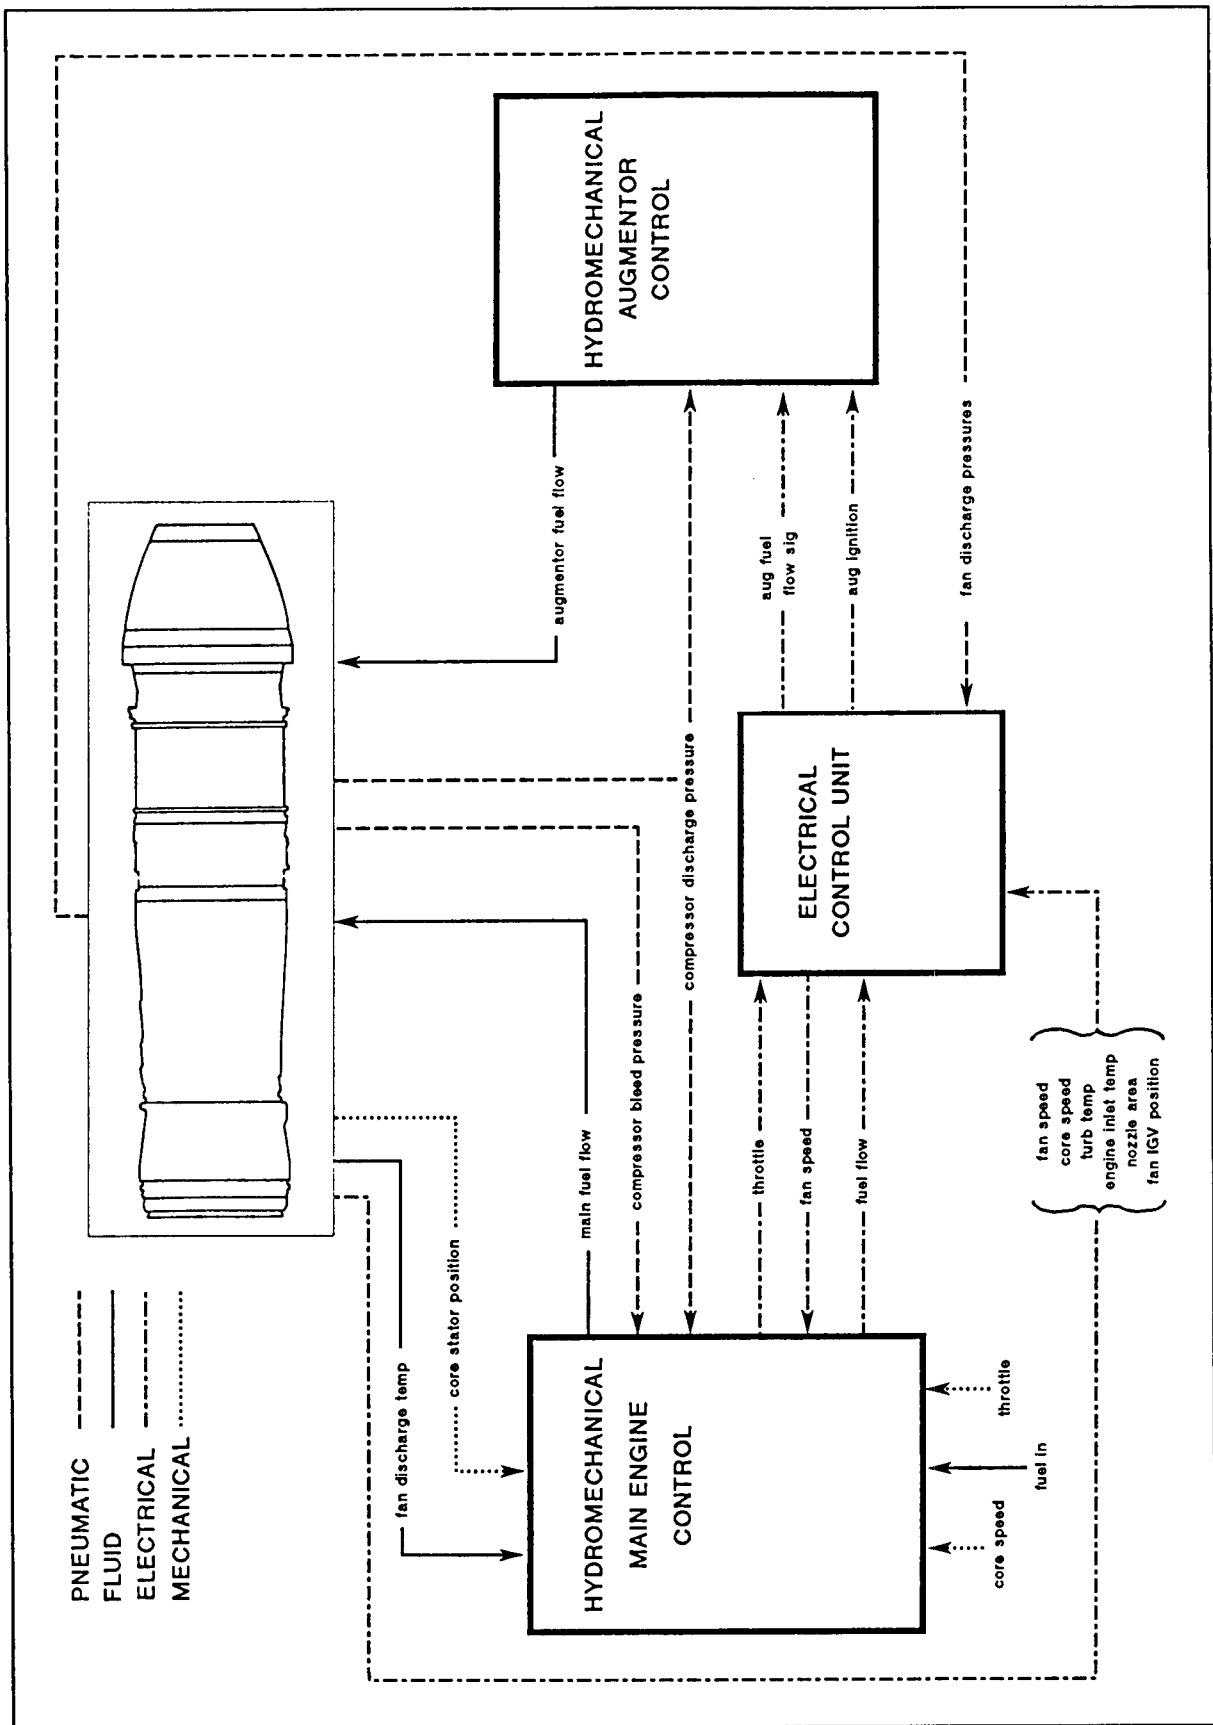 PNEUMATIC
FLUID
ELECTRICAL
MECHANICAL
fan discharge temp
core stator position
main fuel flow
compressor bleed pressure
compressor discharge pressure
augmentor fuel flow
HYDROMECHANICAL
AUGMENTOR
CONTROL
HYDROMECHANICAL
MAIN ENGINE
CONTROL
throttle
fan speed
fuel flow
ELECTRICAL
CONTROL UNIT
aug fuel
flow sig
aug ignition
fan discharge pressures
core speed
fuel in
throttle
fan speed
core speed
turb temp
engine inlet temp
nozzle area
fan IGV position